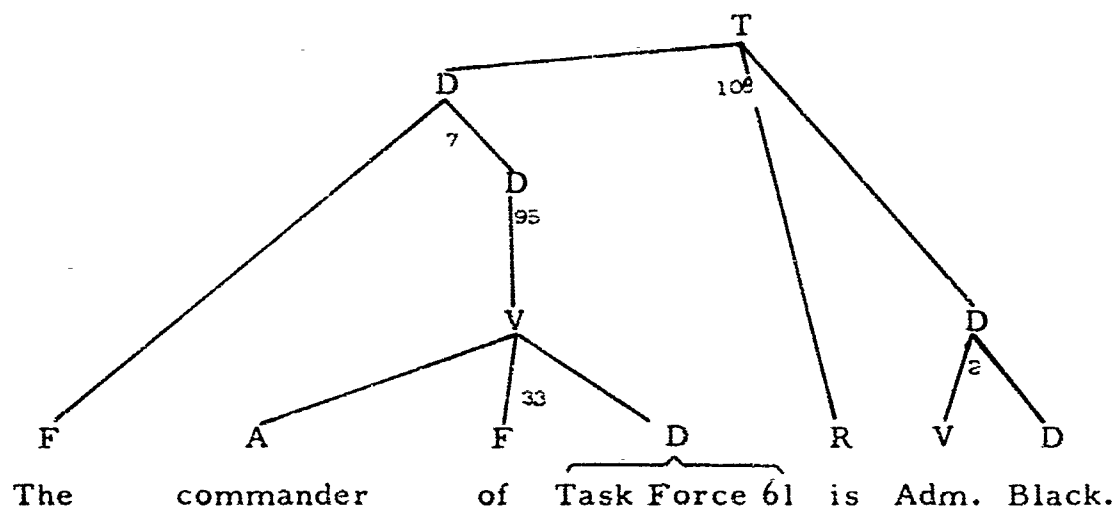 T
D
108
7
D
95
V
D
33
2
F A F D R V D
The commander of Task Force 61 is Adm. Black.